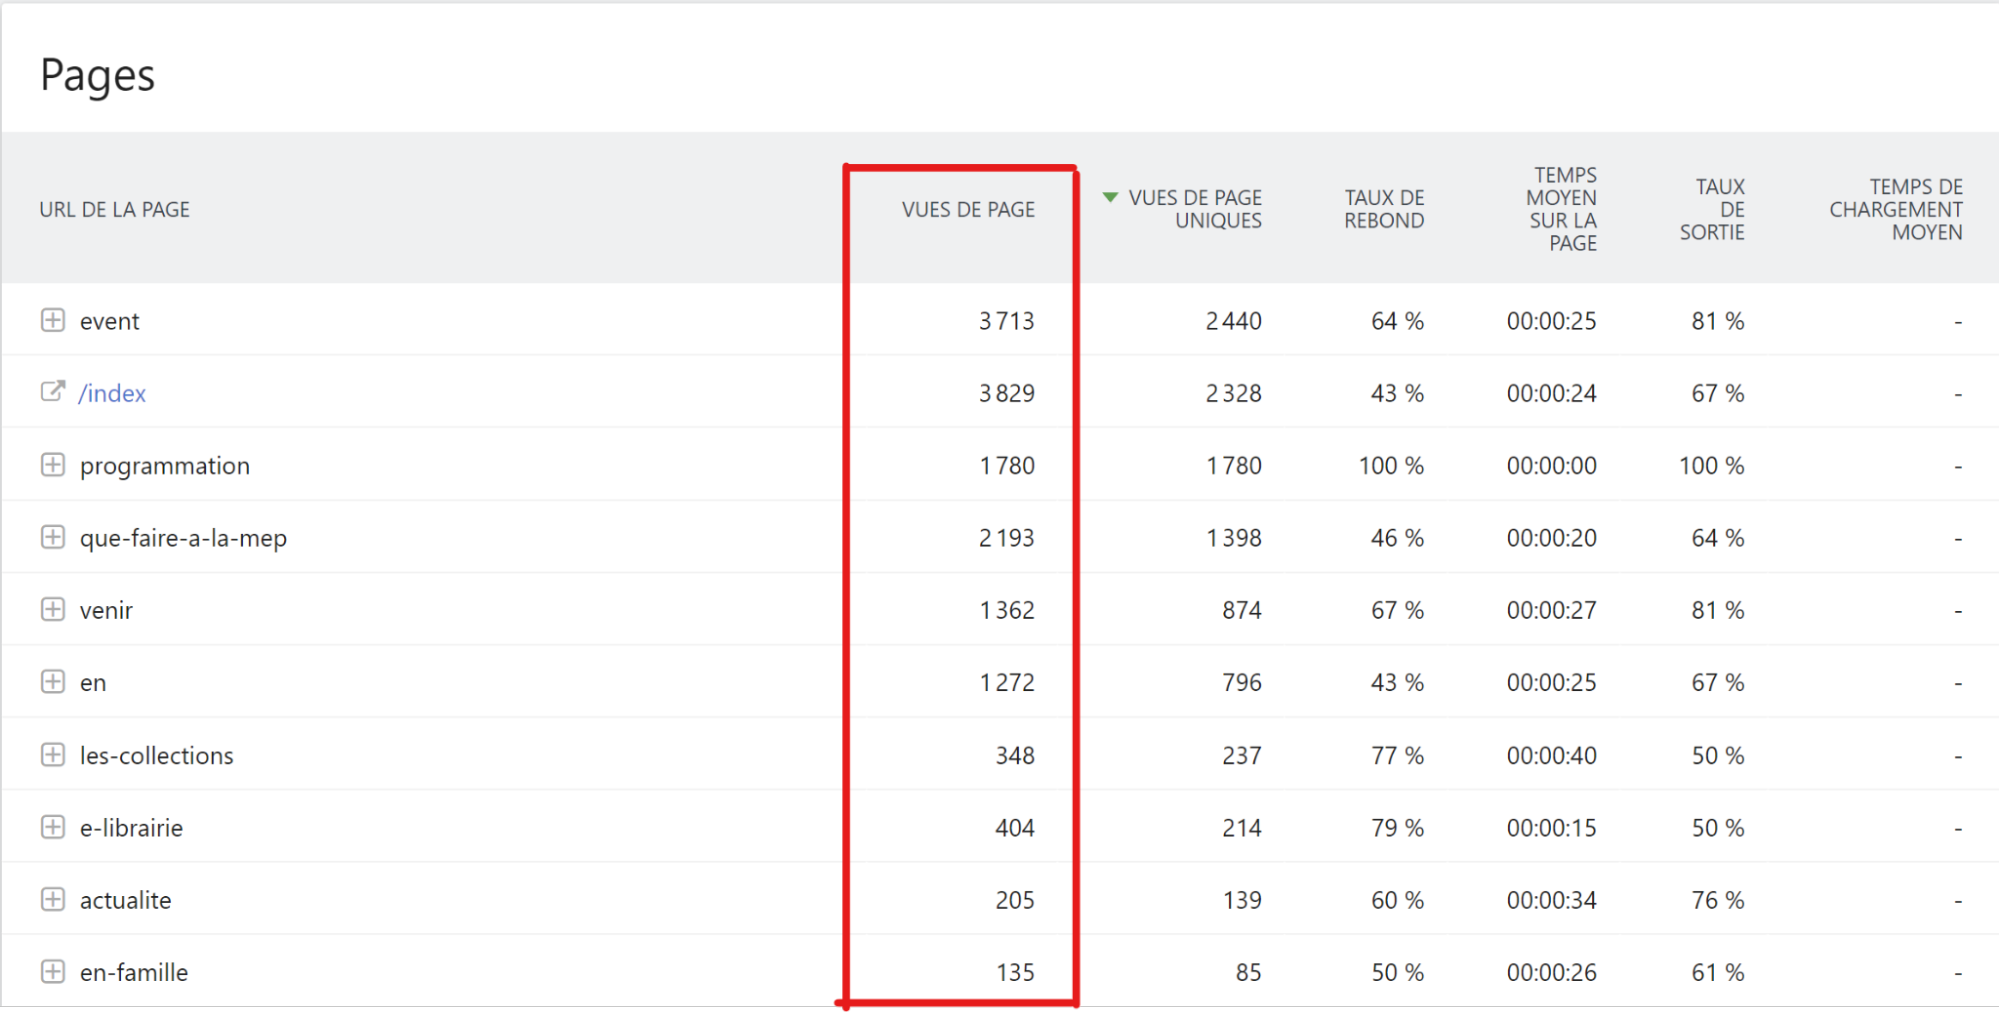 Pages
URL DE LA PAGE VUES DE PAGE VUES DE PAGE UNIQUES TAUX DE REBOND TEMPS MOYEN SUR LA PAGE TAUX DE SORTIE TEMPS DE CHARGEMENT MOYEN
event 3 713 2 440 64 % 00:00:25 81 % -
/index 3 829 2 328 43 % 00:00:24 67 % -
programmation 1 780 1 780 100 % 00:00:00 100 % -
que-faire-a-la-mep 2 193 1 398 46 % 00:00:20 64 % -
venir 1 362 874 67 % 00:00:27 81 % -
en 1 272 796 43 % 00:00:25 67 % -
les-collections 348 237 77 % 00:00:40 50 % -
e-librairie 404 214 79 % 00:00:15 50 % -
actualite 205 139 60 % 00:00:34 76 % -
en-famille 135 85 50 % 00:00:26 61 % -